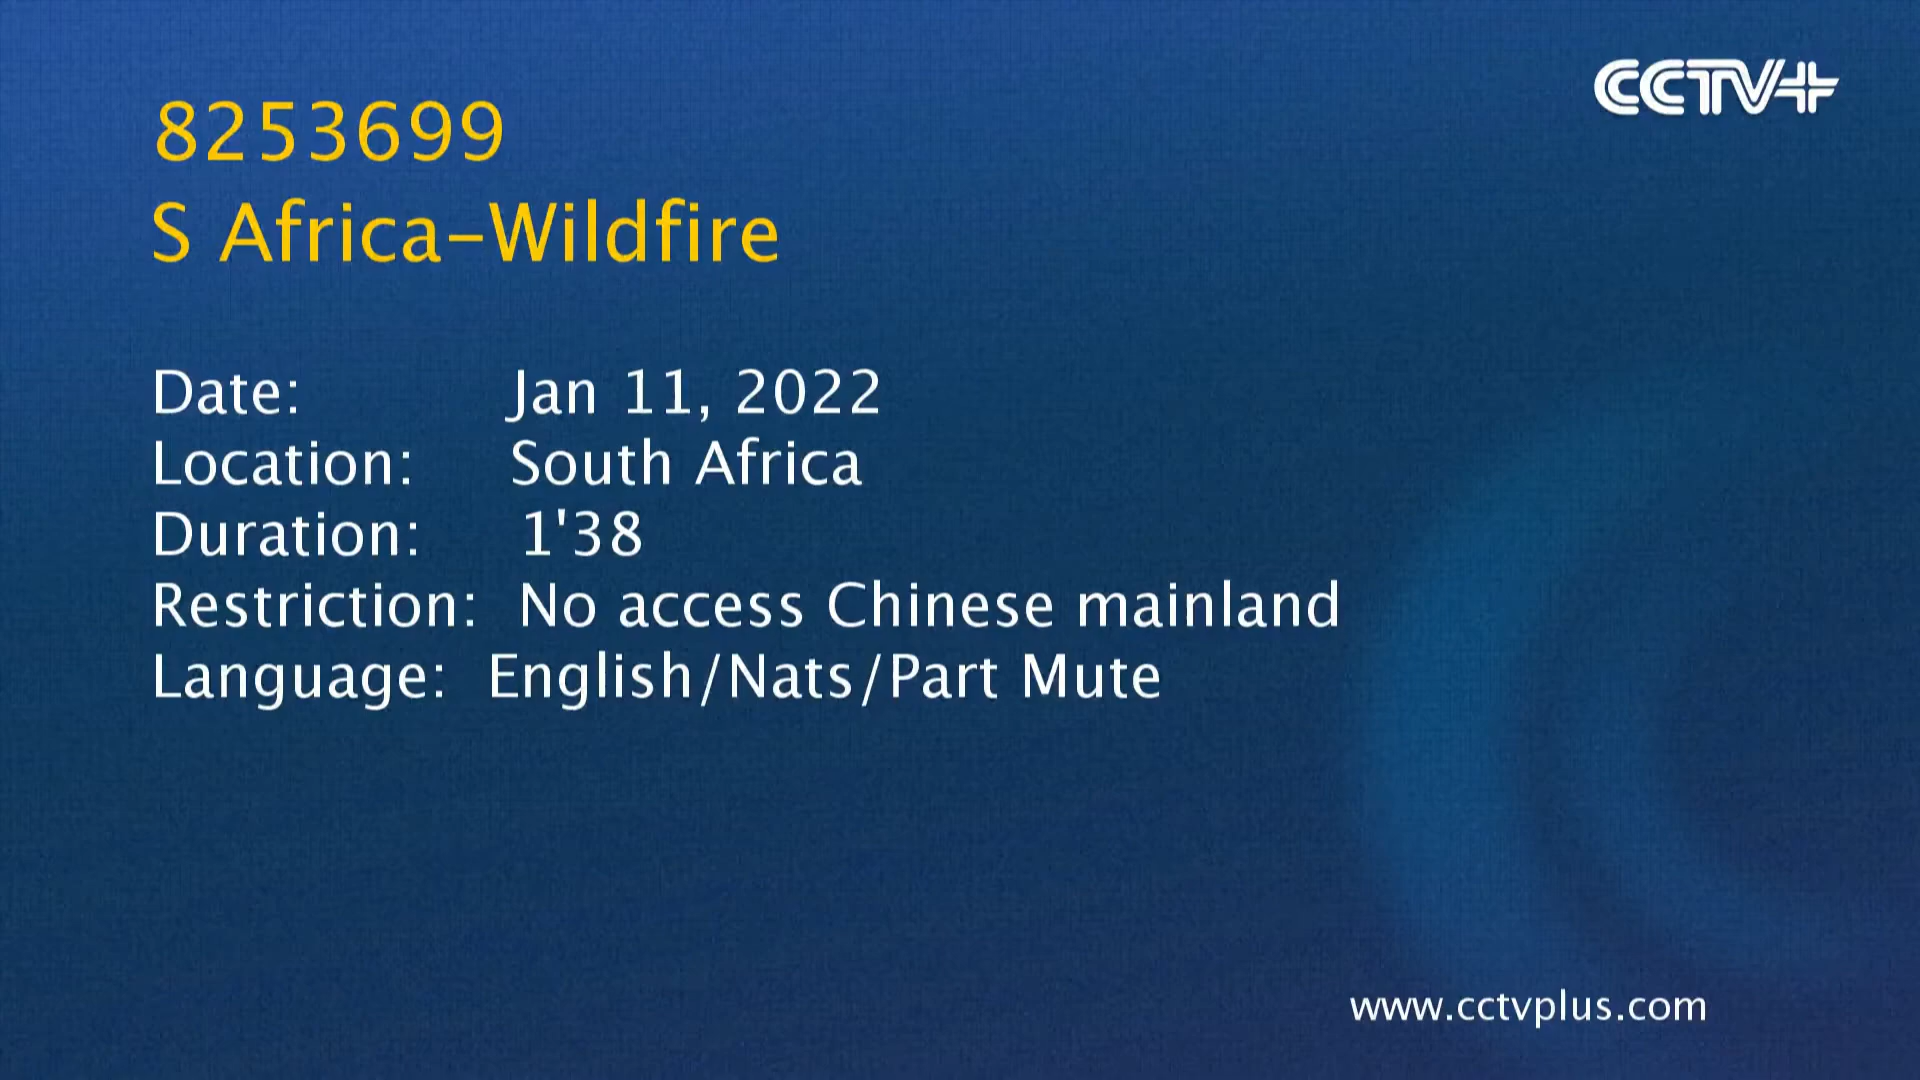 CCTV+
8253699
S Africa-Wildfire
Date: Jan 11, 2022
Location: South Africa
Duration: 1'38
Restriction: No access Chinese mainland
Language: English/Nats/Part Mute
www.cctvplus.com